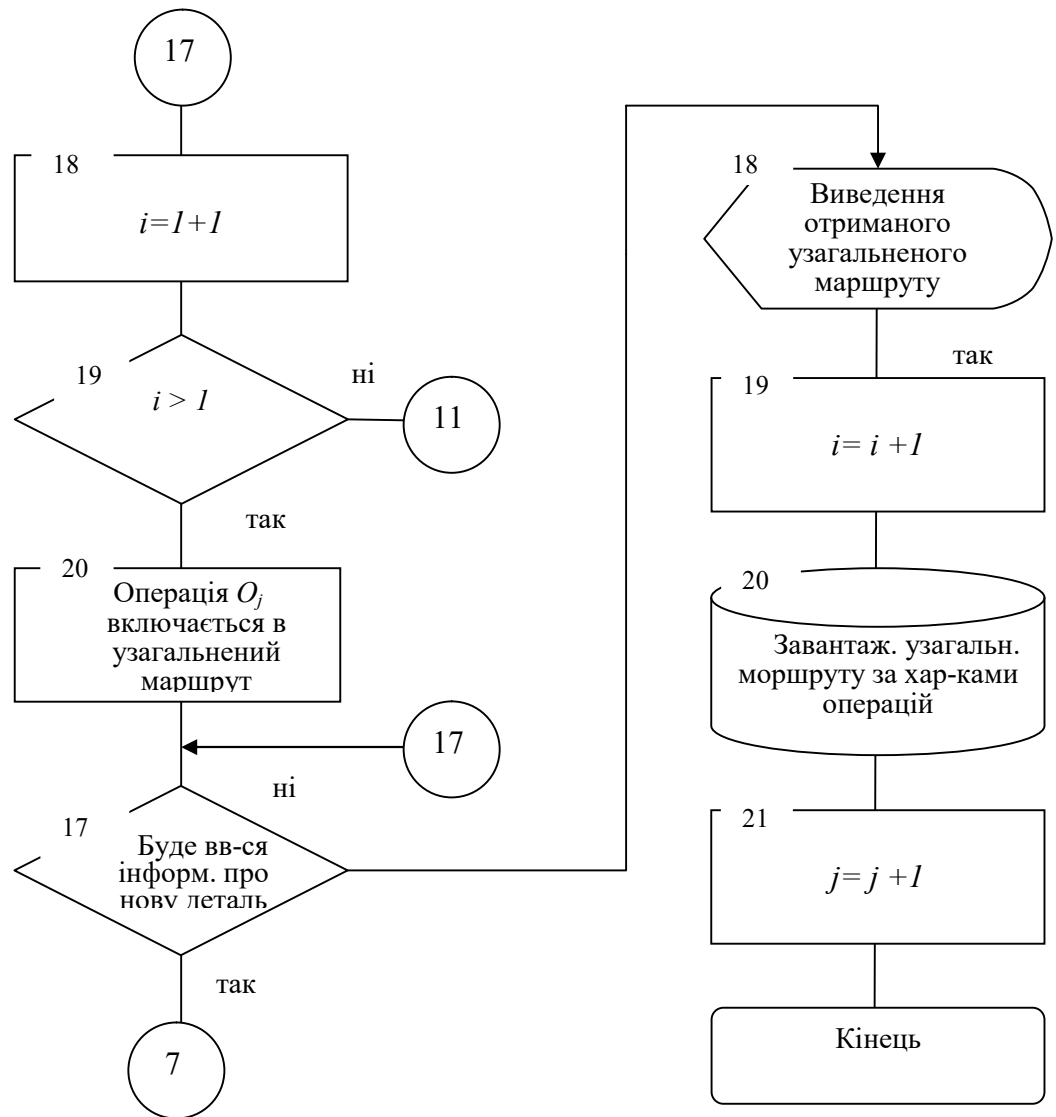 17
18
i=1+1
19
i > 1
ні
11
так
20
Операція Oj
включається в
узагальнений
маршрут
17
ні
17
Буде вв-ся
інформ. про
нову деталь
так
7
18
Виведення
отриманого
узагальненого
маршруту
так
19
i= i +1
20
Завантаж. узагальн.
моршруту за хар-ками
операцій
21
j= j +1
Кінець